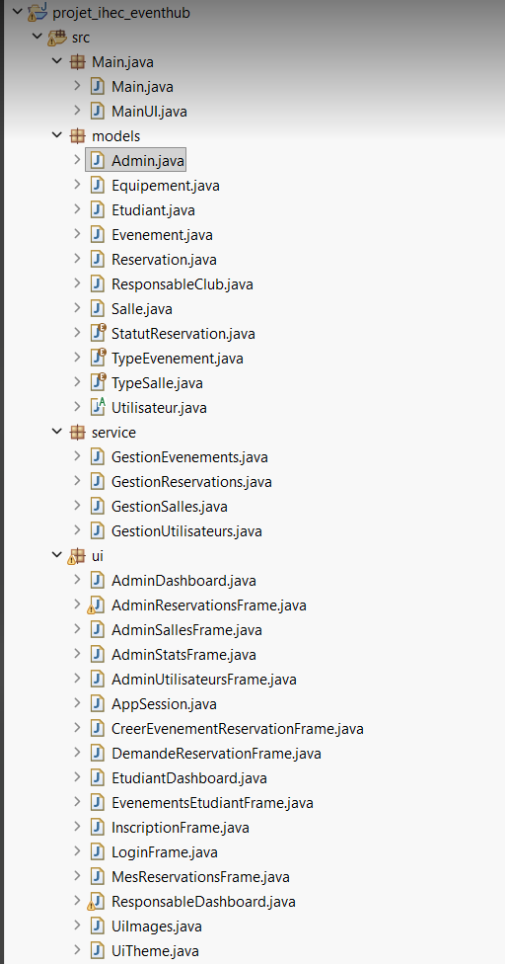 projet_ihec_eventhub
src
Main.java
Main.java
MainUI.java
models
Admin.java
Equipement.java
Etudiant.java
Evenement.java
Reservation.java
ResponsableClub.java
Salle.java
StatutReservation.java
TypeEvenement.java
TypeSalle.java
Utilisateur.java
service
GestionEvenements.java
GestionReservations.java
GestionSalles.java
GestionUtilisateurs.java
ui
AdminDashboard.java
AdminReservationsFrame.java
AdminSallesFrame.java
AdminStatsFrame.java
AdminUtilisateursFrame.java
AppSession.java
CreerEvenementReservationFrame.java
DemandeReservationFrame.java
EtudiantDashboard.java
EvenementsEtudiantFrame.java
InscriptionFrame.java
LoginFrame.java
MesReservationsFrame.java
ResponsableDashboard.java
UiImages.java
UiTheme.java